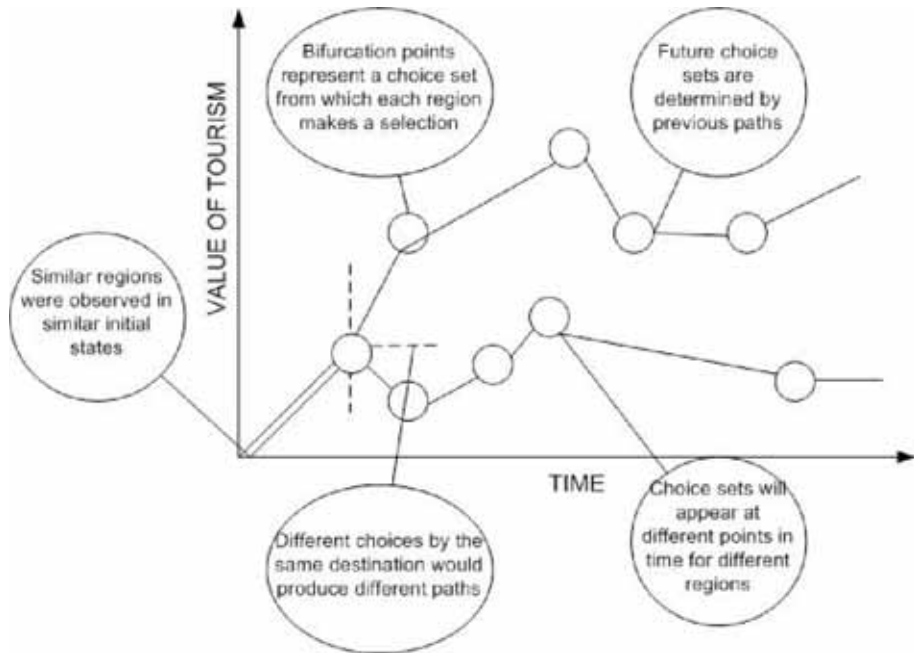 Bifurcation points
represent a choice set
from which each region
makes a selection
Future choice
sets are
determined by
previous paths
VALUE OF TOURISM
Similar regions
were observed in
similar initial
states
TIME
Different choices by the
same destination would
produce different paths
Choice sets will
appear at
different points in
time for different
regions